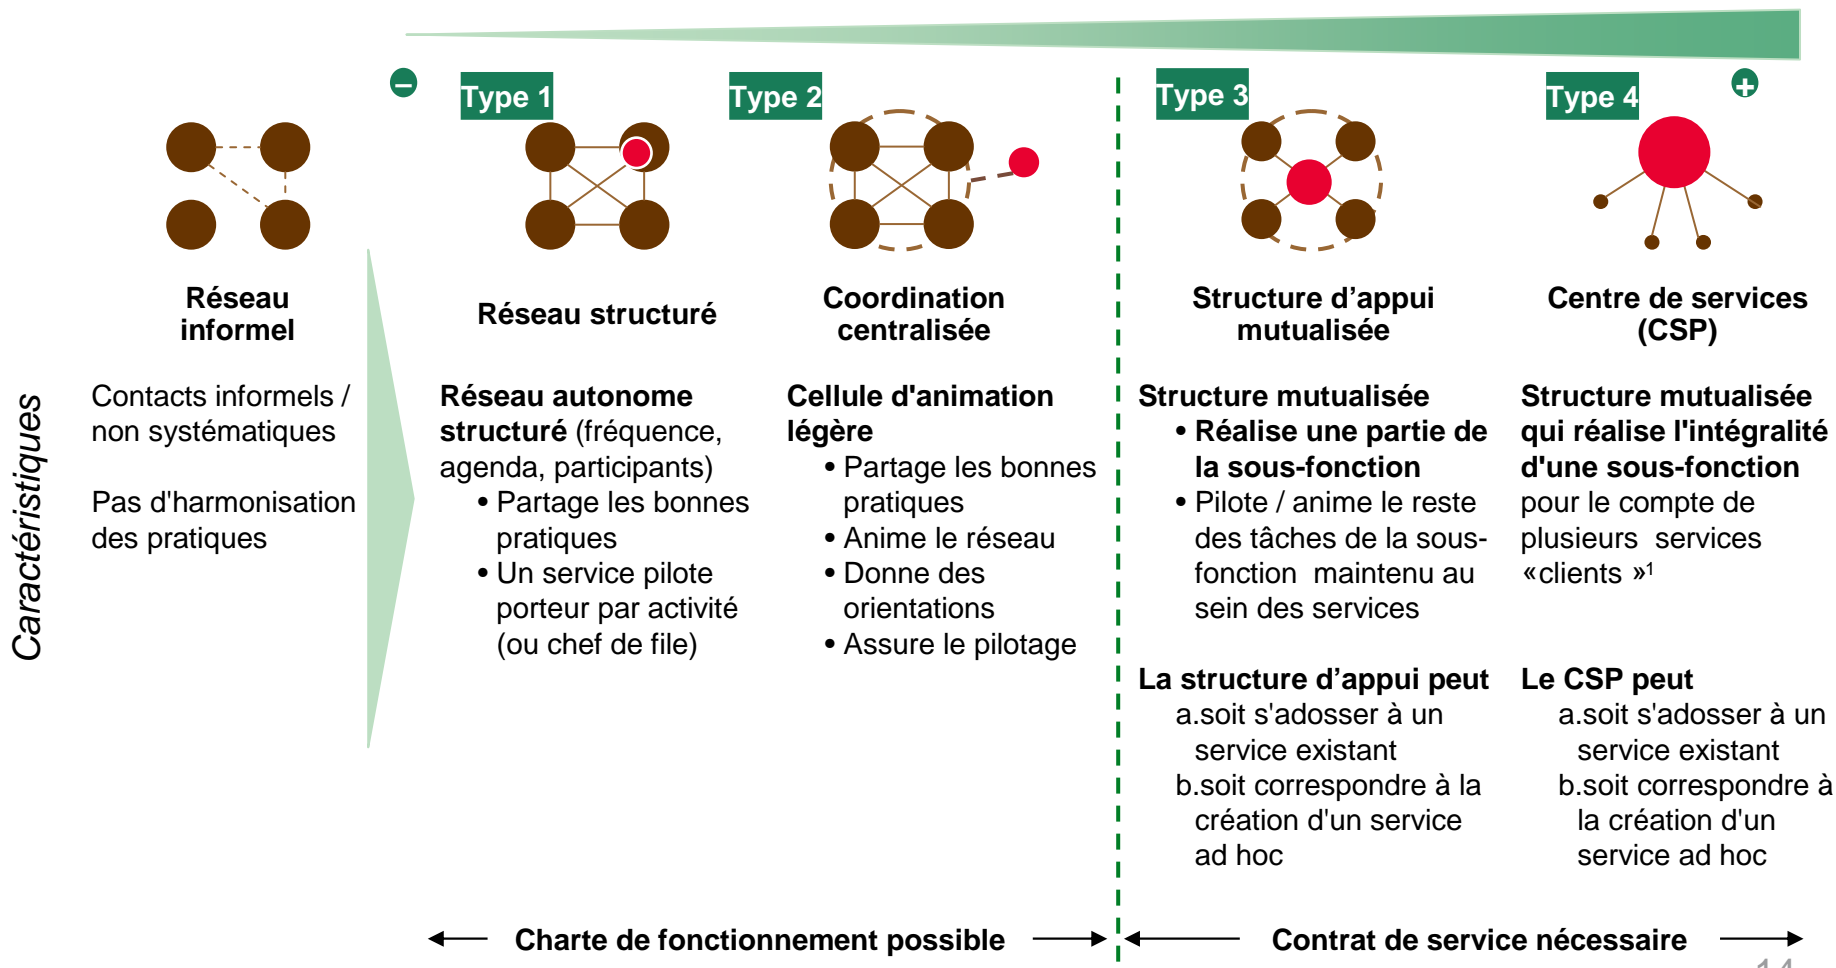 –
+
Type 1
Type 2
Type 3
Type 4
Réseau
informel
Réseau structuré
Coordination
centralisée
Structure d’appui
mutualisée
Centre de services
(CSP)
Caractéristiques
Contacts informels /
non systématiques
Pas d'harmonisation
des pratiques
Réseau autonome
structuré (fréquence,
agenda, participants)
• Partage les bonnes
pratiques
• Un service pilote
porteur par activité
(ou chef de file)
Cellule d'animation
légère
• Partage les bonnes
pratiques
• Anime le réseau
• Donne des
orientations
• Assure le pilotage
Structure mutualisée
• Réalise une partie de
la sous-fonction
• Pilote / anime le reste
des tâches de la sous-
fonction maintenu au
sein des services
La structure d’appui peut
a.soit s'adosser à un
service existant
b.soit correspondre à la
création d'un service
ad hoc
Structure mutualisée
qui réalise l'intégralité
d'une sous-fonction
pour le compte de
plusieurs services
«clients »¹
Le CSP peut
a.soit s'adosser à un
service existant
b.soit correspondre à
la création d'un
service ad hoc
Charte de fonctionnement possible
Contrat de service nécessaire